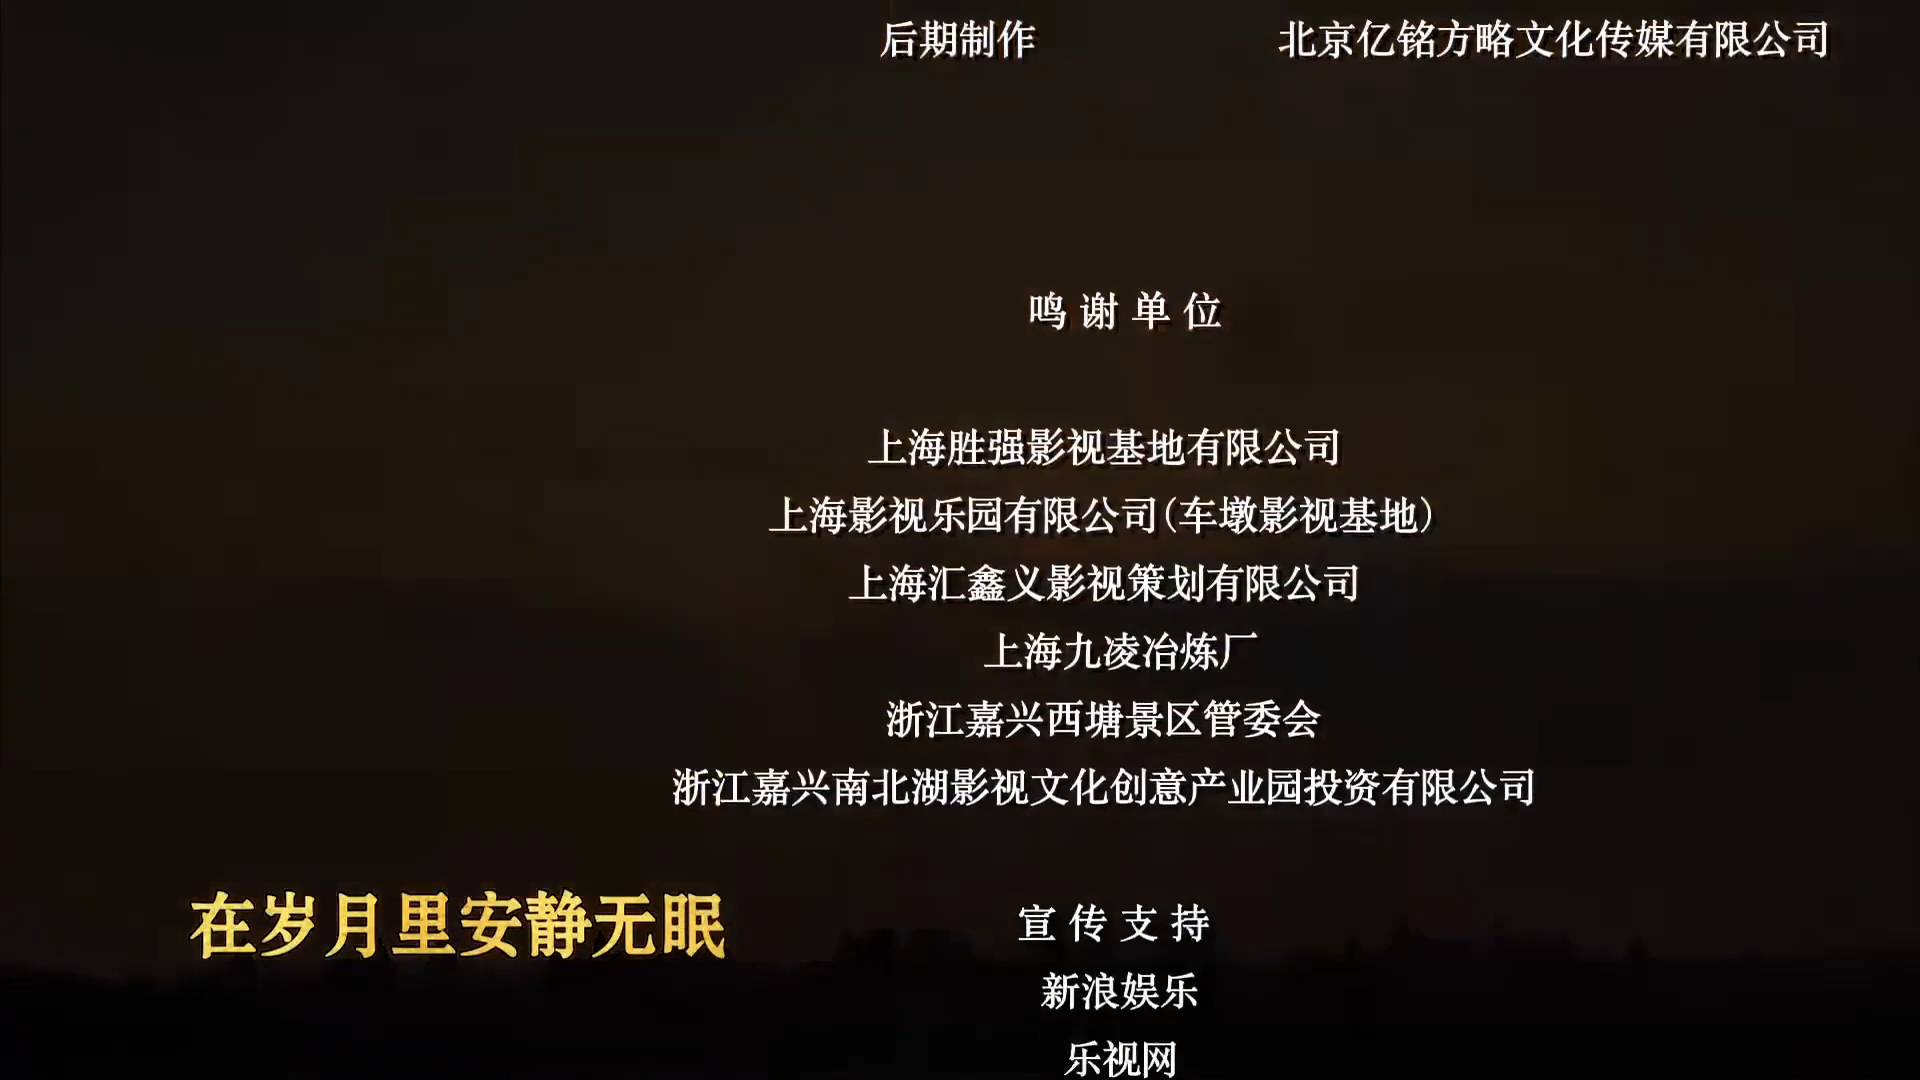 后期制作 北京亿铭方略文化传媒有限公司
鸣谢单位
上海胜强影视基地有限公司
上海影视乐园有限公司(车墩影视基地)
上海汇鑫义影视策划有限公司
上海九凌冶炼厂
浙江嘉兴西塘景区管委会
浙江嘉兴南北湖影视文化创意产业园投资有限公司
在岁月里安静无眠
宣传支持
新浪娱乐
乐视网